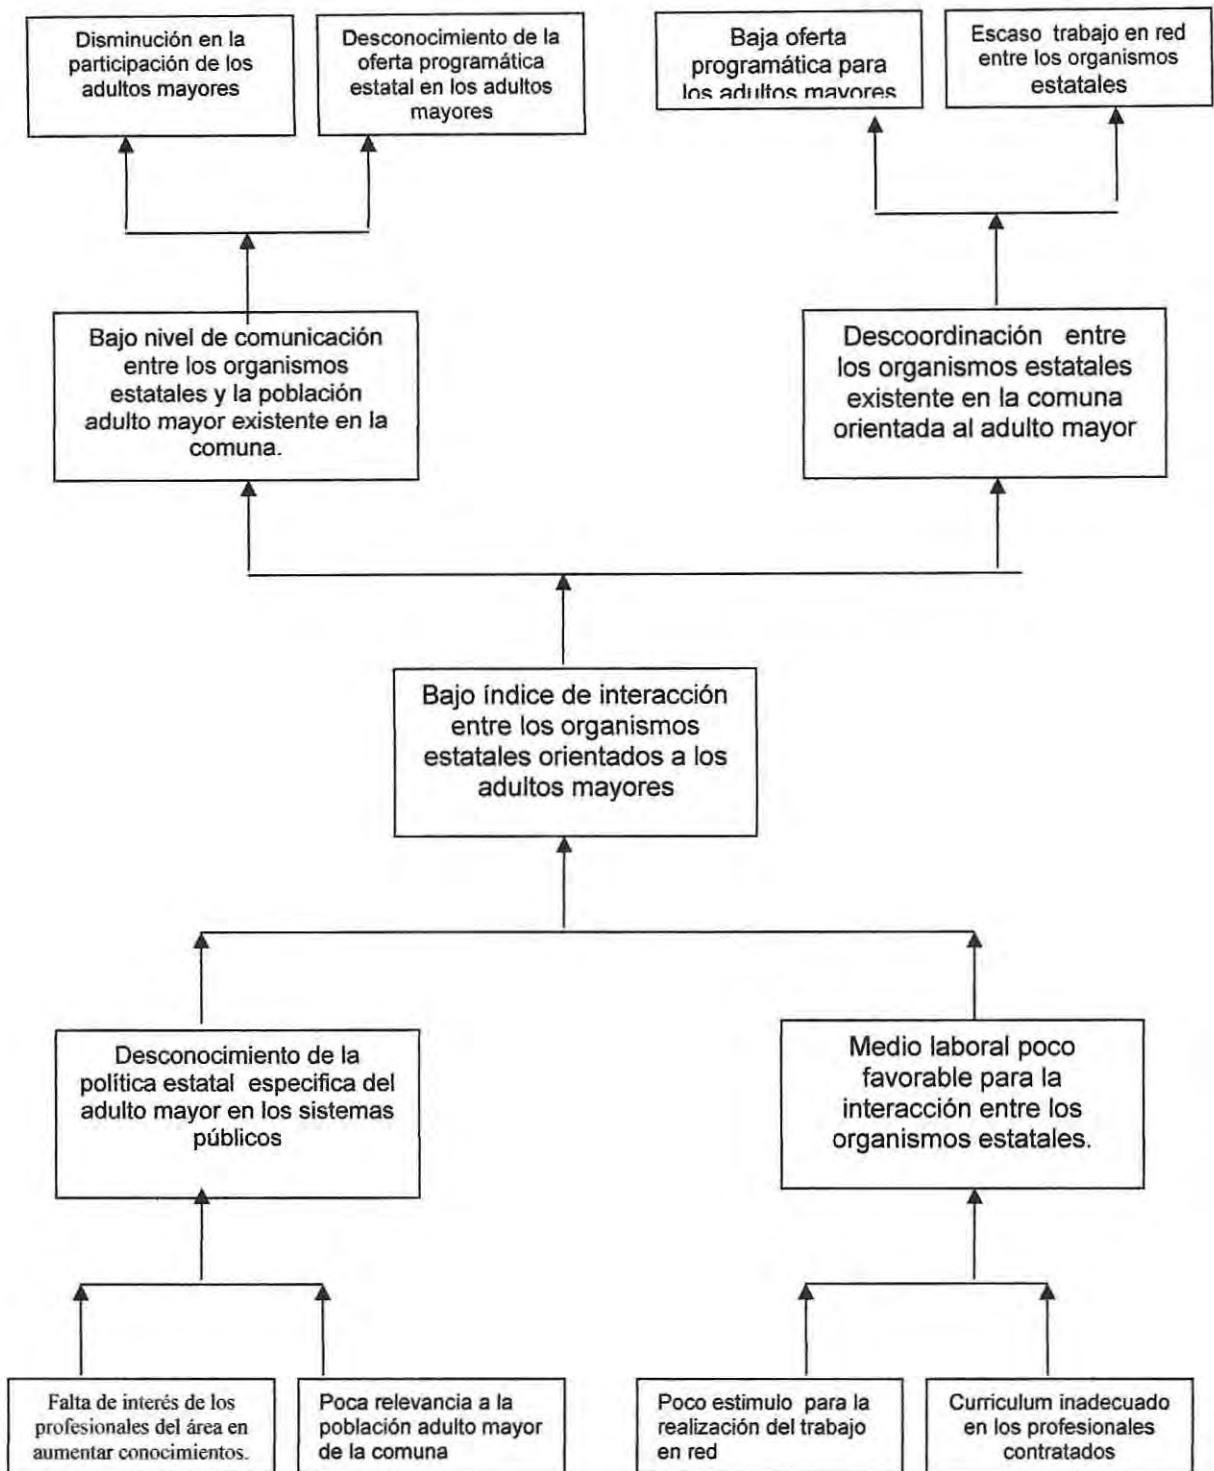 Disminución en la
participación de los
adultos mayores
Desconocimiento de la
oferta programática
estatal en los adultos
mayores
Baja oferta
programática para
los adultos mayores
Escaso trabajo en red
entre los organismos
estatales
Bajo nivel de comunicación
entre los organismos
estatales y la población
adulto mayor existente en la
comuna.
Descoordinación entre
los organismos estatales
existente en la comuna
orientada al adulto mayor
Bajo índice de interacción
entre los organismos
estatales orientados a los
adultos mayores
Desconocimiento de la
política estatal especifica del
adulto mayor en los sistemas
públicos
Medio laboral poco
favorable para la
interacción entre los
organismos estatales.
Falta de interés de los
profesionales del área en
aumentar conocimientos.
Poca relevancia a la
población adulto mayor
de la comuna
Poco estimulo para la
realización del trabajo
en red
Curriculum inadecuado
en los profesionales
contratados